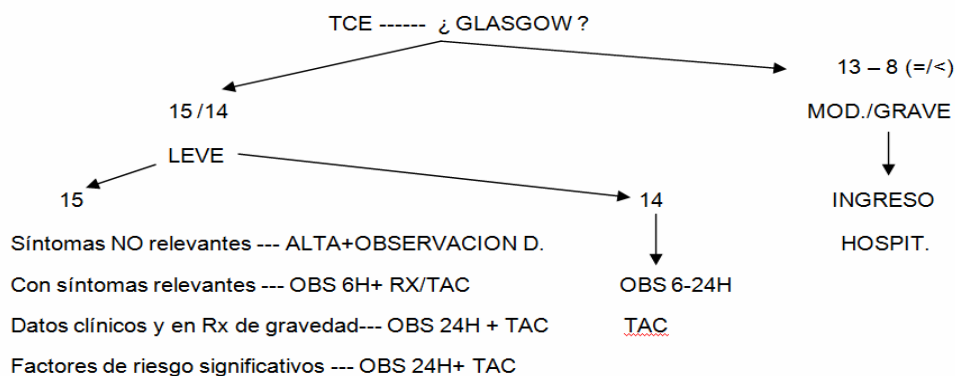 TCE ------ ¿ GLASGOW ?
13 – 8 (=/<)
15 /14
MOD./GRAVE
LEVE
15
14
INGRESO
Síntomas NO relevantes --- ALTA+OBSERVACION D.
HOSPIT.
Con síntomas relevantes --- OBS 6H+ RX/TAC
OBS 6-24H
Datos clínicos y en Rx de gravedad--- OBS 24H + TAC
TAC
Factores de riesgo significativos --- OBS 24H+ TAC